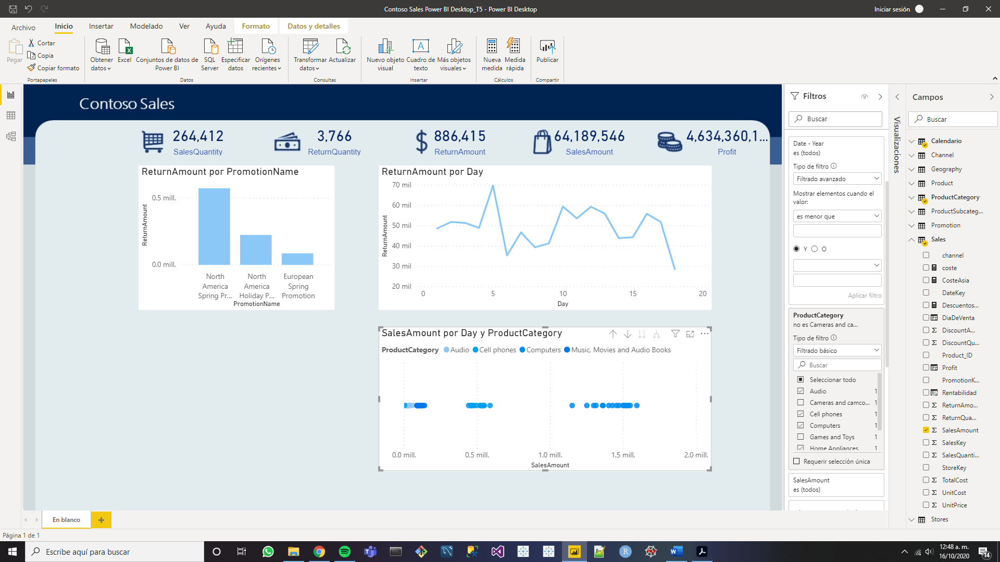 Contoso Sales Power BI Desktop_T5 - Power BI Desktop
Iniciar sesión
Archivo
Inicio
Insertar
Modelado
Ver
Ayuda
Formato
Datos y detalles
Pegar
Cortar
Copia
Copiar formato
Portapapeles
Obtener datos
Excel
Conjuntos de datos de Power BI
SQL Server
Especificar datos
Orígenes recientes
Datos
Transformar datos
Actualizar
Consultas
Nuevo objeto visual
Cuadro de texto
Más objetos visuales
Insertar
Nueva medida
Medida rápida
Cálculos
Publicar
Compartir
Contoso Sales
264,412
SalesQuantity
3,766
ReturnQuantity
886,415
ReturnAmount
64,189,546
SalesAmount
4,634,360,1...
Profit
ReturnAmount por PromotionName
ReturnAmount
0.5 mill.
0.0 mill.
North America Spring Pr...
North America Holiday P...
European Spring Promotion
PromotionName
ReturnAmount por Day
ReturnAmount
70 mil
60 mil
50 mil
40 mil
30 mil
20 mil
0 5 10 15 20
Day
SalesAmount por Day y ProductCategory
ProductCategory Audio Cell phones Computers Music, Movies and Audio Books
0.0 mill. 0.5 mill. 1.0 mill. 1.5 mill. 2.0 mill.
SalesAmount
Filtros
Buscar
Date - Year
es (todos)
Tipo de filtro
Filtrado avanzado
Mostrar elementos cuando el
valor:
es menor que
Y O
Aplicar filtro
ProductCategory
no es Cameras and ca...
Tipo de filtro
Filtrado básico
Buscar
Seleccionar todo
Audio 1
Cameras and camco... 1
Cell phones 1
Computers 1
Games and Toys 1
Home Appliances 1
Requerir selección única
SalesAmount
es (todos)
Visualizaciones
Campos
Buscar
Calendario
Channel
Geography
Product
ProductCategory
ProductSubcateg...
Promotion
Sales
channel
coste
CosteAsia
DateKey
Descuentos...
DiaDeVenta
DiscountA...
DiscountQu...
Product_ID
Profit
PromotionK...
Rentabilidad
ReturnAmo...
ReturnQua...
SalesAmount
SalesKey
SalesQuanti...
StoreKey
TotalCost
UnitCost
UnitPrice
Stores
En blanco
Página 1 de 1
Escribe aquí para buscar
12:48 a. m.
16/10/2020
14